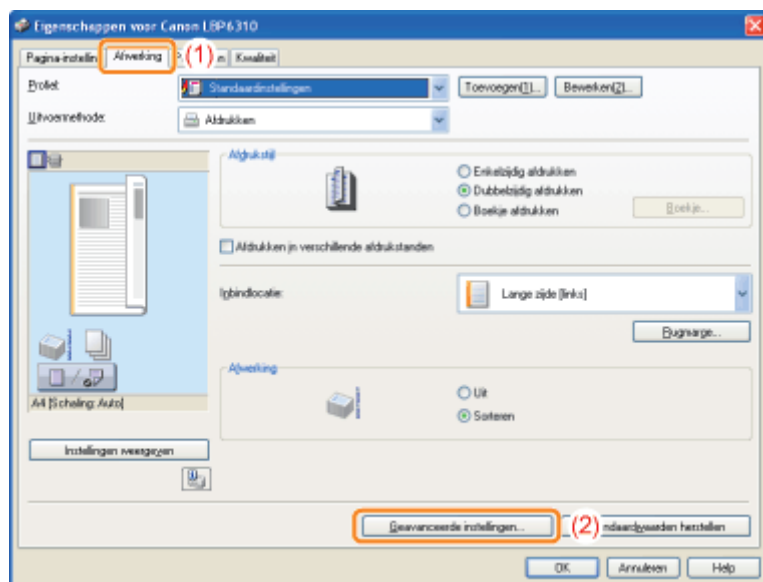 Eigenschappen voor Canon LBP6310
Pagina-instellin Afwerking (1) n Kwaliteit
Profiel: Standaardinstellingen Toevoegen(1)... Bewerken(2)...
Uitvoermethode: Afdrukken
Afdrukstijl
Enkelzijdig afdrukken
Dubbelzijdig afdrukken
Boekje afdrukken Boekje...
Afdrukken in verschillende afdrukstanden
Inbindlocatie: Lange zijde [links]
Rugmarge...
Afwerking
Uit
Sorteren
A4 [Schaling: Auto]
Instellingen weergeven
Geavanceerde instellingen... (2) ndaardwaarden herstellen
OK Annuleren Help